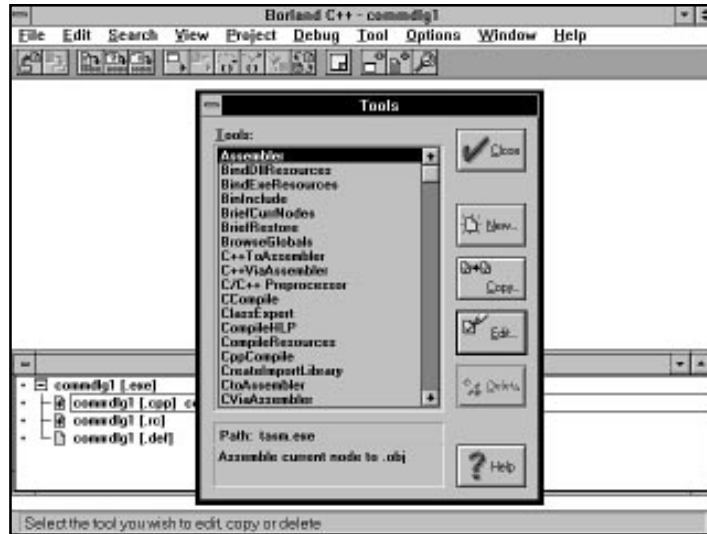 Borland C++ - commdlg1
File Edit Search View Project Debug Tool Options Window Help
Tools
Tools:
Assembler
BindDllResources
BindExeResources
BinInclude
BriefCurrNodes
BriefRestore
BrowseGlobals
C++ToAssembler
C++ViaAssembler
C/C++ Preprocessor
CCompile
ClassExpert
CompileHLP
CompileResources
CppCompile
CreateImportLibrary
CtoAssembler
CViaAssembler
Close
New...
Copy...
Edit...
Delete
Help
Path: tasm.exe
Assemble current node to .obj
commdlg1 [.exe]
commdlg1 [.cpp]
commdlg1 [.rc]
commdlg1 [.def]
Select the tool you wish to edit, copy or delete